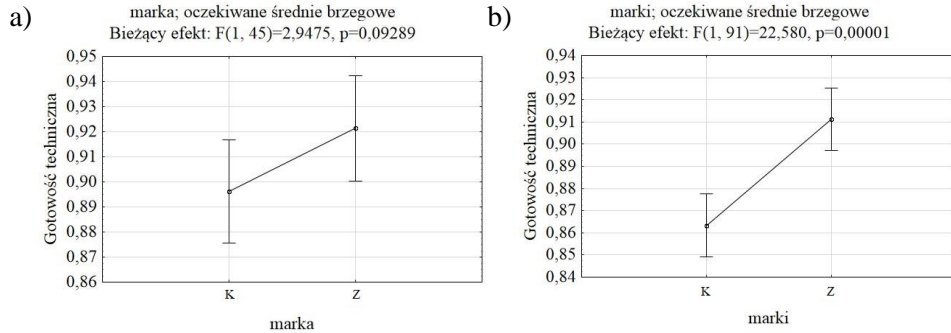 a)
marka; oczekiwane średnie brzegowe
Bieżący efekt: F(1, 45)=2,9475, p=0,09289
Gotowość techniczna
0,95
0,94
0,93
0,92
0,91
0,90
0,89
0,88
0,87
0,86
K Z
marka
b)
marki; oczekiwane średnie brzegowe
Bieżący efekt: F(1, 91)=22,580, p=0,00001
Gotowość techniczna
0,94
0,93
0,92
0,91
0,90
0,89
0,88
0,87
0,86
0,85
0,84
K Z
marki